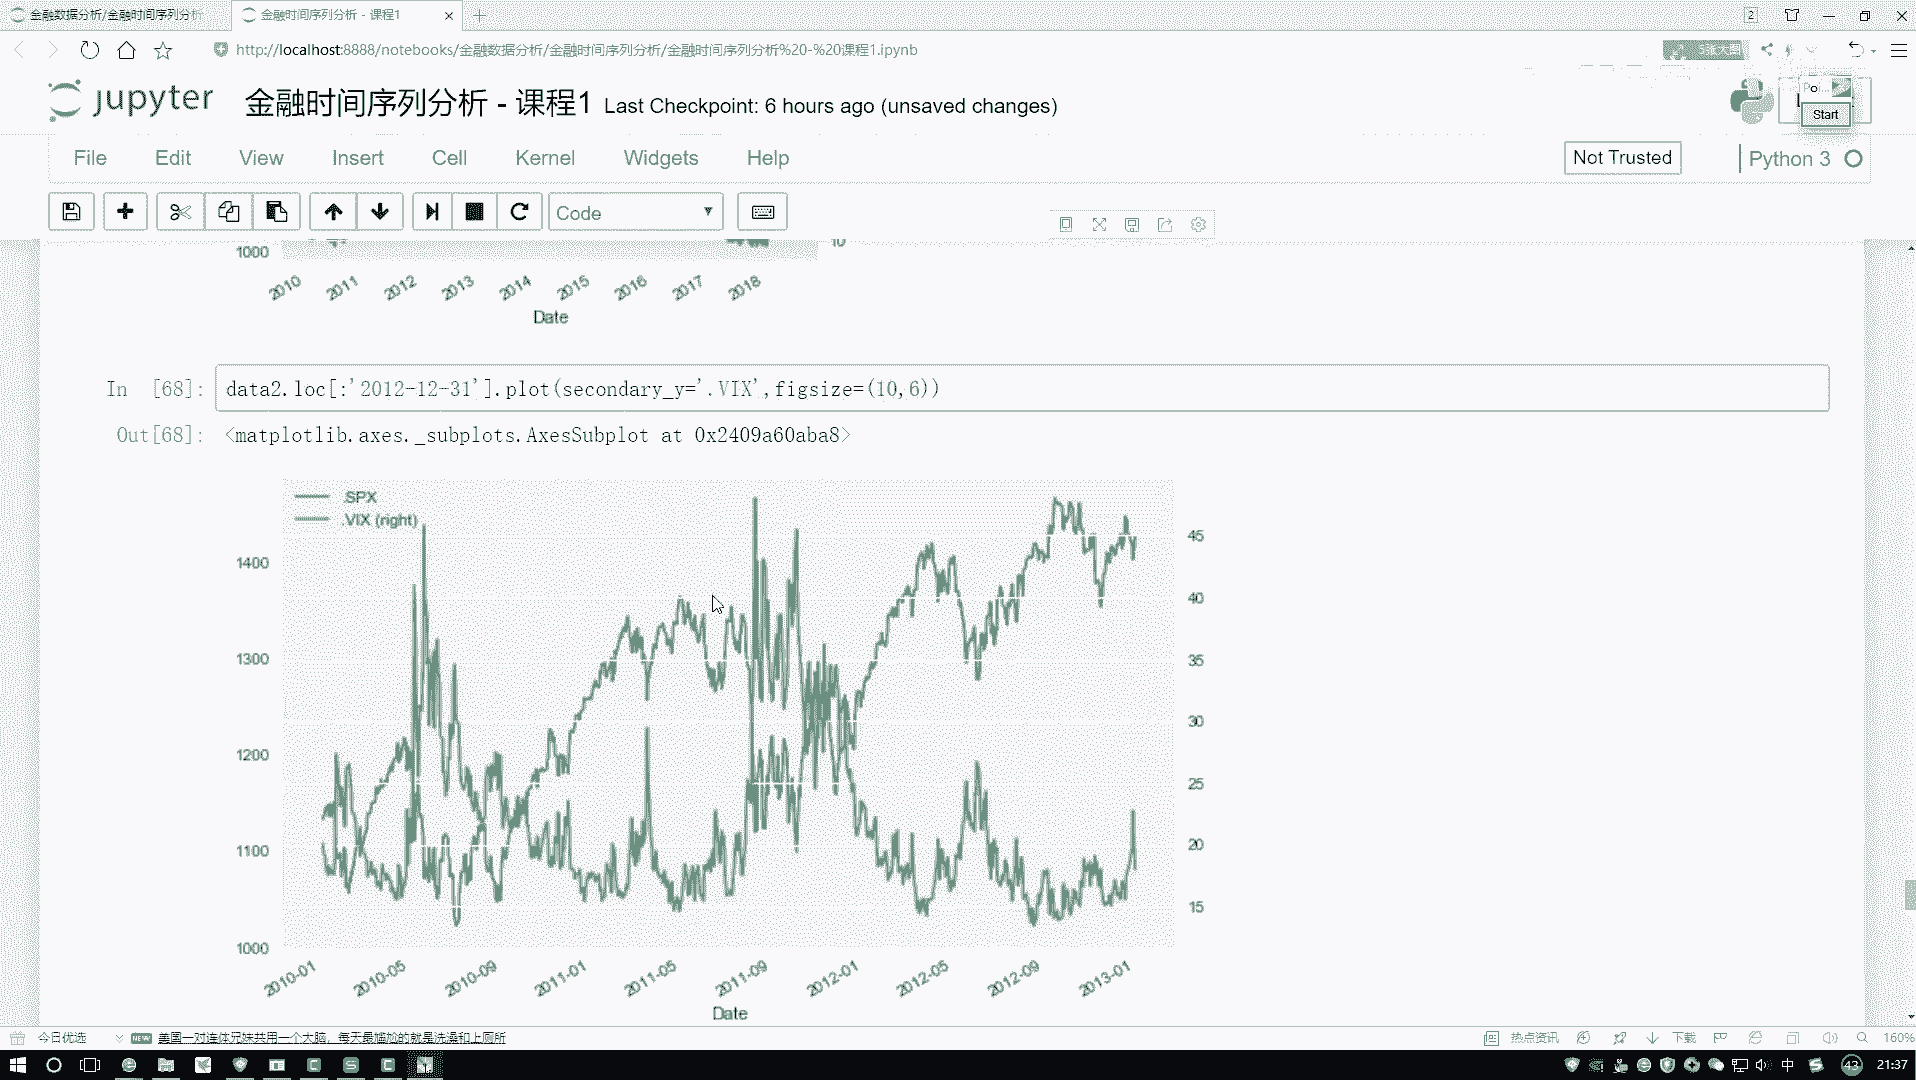 金融数据分析/金融时间序列分析
金融时间序列分析 - 课程1
2
http://localhost:8888/notebooks/金融数据分析/金融时间序列分析/金融时间序列分析%20-%20课程1.ipynb
5张大图
jupyter
金融时间序列分析 - 课程1 Last Checkpoint: 6 hours ago (unsaved changes)
Po...
Start
File Edit View Insert Cell Kernel Widgets Help
Not Trusted
Python 3
Code
1000
10
2010 2011 2012 2013 2014 2015 2016 2017 2018
Date
In [68]: data2.loc[:'2012-12-31'].plot(secondary_y='.VIX',figsize=(10,6))
Out[68]: <matplotlib.axes._subplots.AxesSubplot at 0x2409a60aba8>
.SPX
.VIX (right)
1400
1300
1200
1100
1000
45
40
35
30
25
20
15
2010-01 2010-05 2010-09 2011-01 2011-05 2011-09 2012-01 2012-05 2012-09 2013-01
Date
今日优选
NEW
美国一对连体兄妹共用一个大脑，每天最尴尬的就是洗澡和上厕所
热点资讯
下载
160%
中
43
21:37